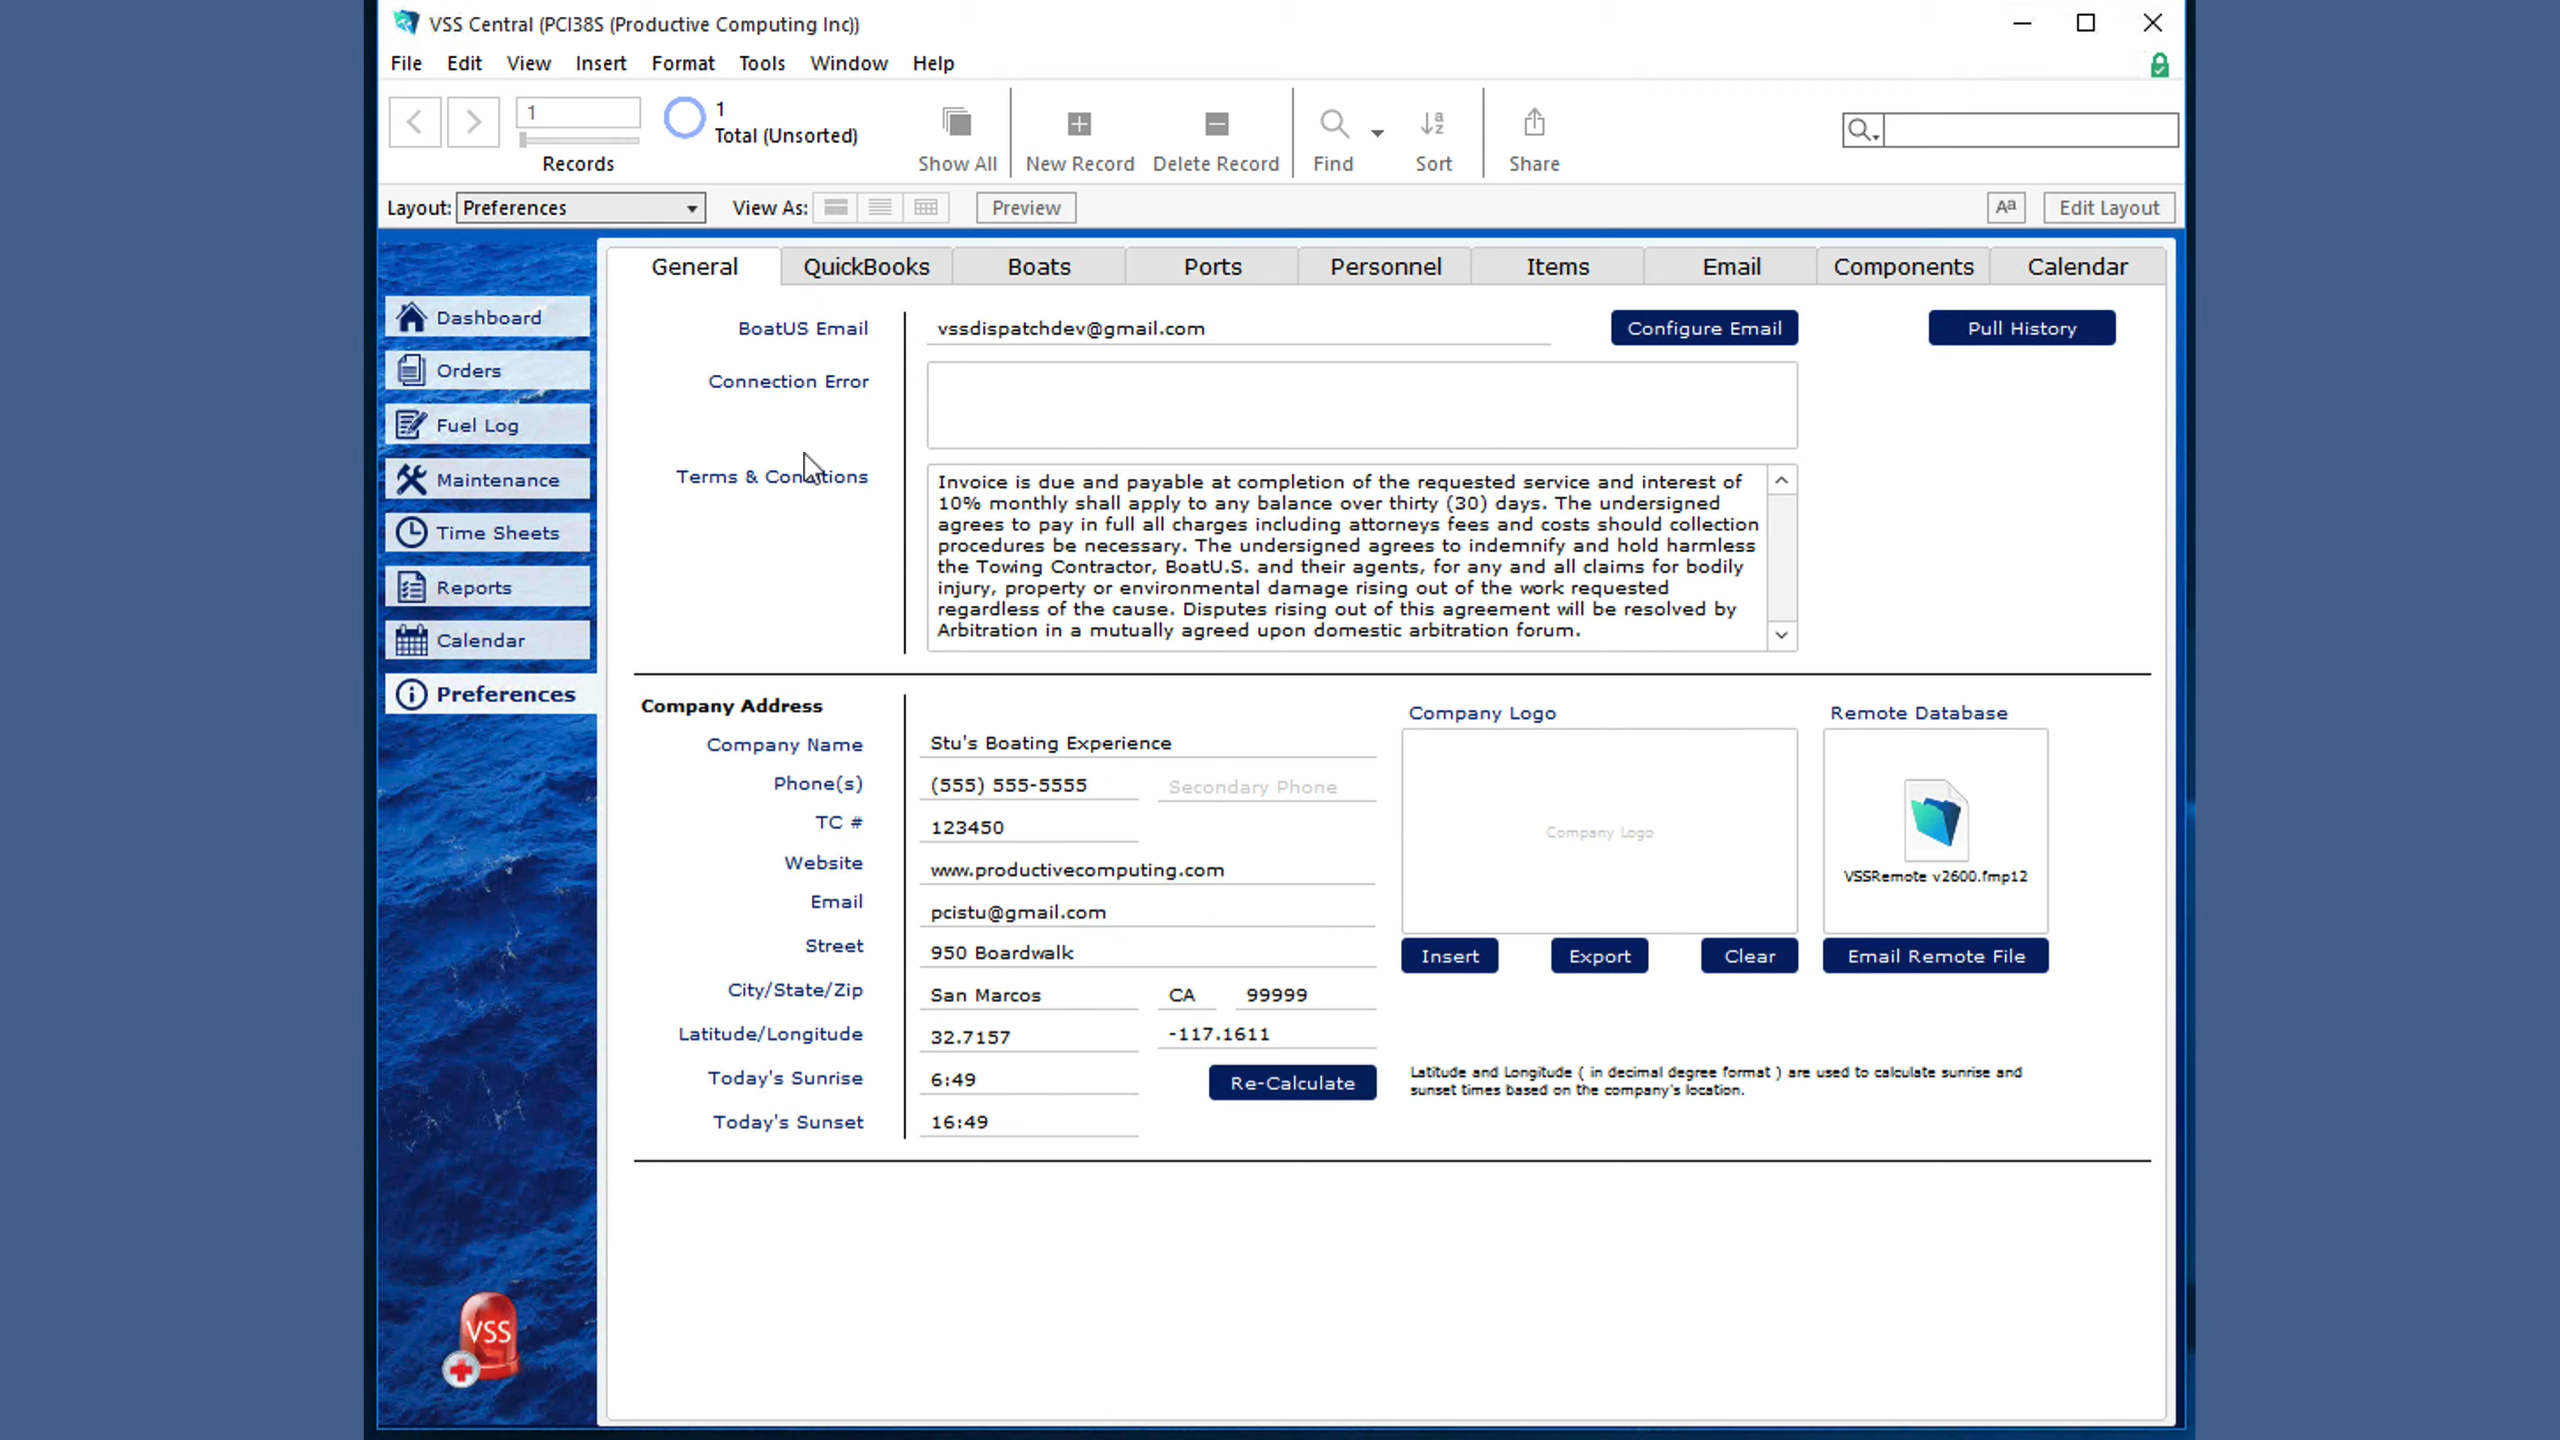 VSS Central (PCI38S (Productive Computing Inc))
File Edit View Insert Format Tools Window Help
1
1
Total (Unsorted)
Records Show All New Record Delete Record Find Sort Share
Layout: Preferences View As: Preview Aa Edit Layout
General QuickBooks Boats Ports Personnel Items Email Components Calendar
Dashboard
Orders
Fuel Log
Maintenance
Time Sheets
Reports
Calendar
Preferences
VSS
BoatUS Email vssdispatchdev@gmail.com Configure Email Pull History
Connection Error
Terms & Conditions
Invoice is due and payable at completion of the requested service and interest of
10% monthly shall apply to any balance over thirty (30) days. The undersigned
agrees to pay in full all charges including attorneys fees and costs should collection
procedures be necessary. The undersigned agrees to indemnify and hold harmless
the Towing Contractor, BoatU.S. and their agents, for any and all claims for bodily
injury, property or environmental damage rising out of the work requested
regardless of the cause. Disputes rising out of this agreement will be resolved by
Arbitration in a mutually agreed upon domestic arbitration forum.
Company Address
Company Name Stu's Boating Experience
Phone(s) (555) 555-5555 Secondary Phone
TC # 123450
Website www.productivecomputing.com
Email pcistu@gmail.com
Street 950 Boardwalk
City/State/Zip San Marcos CA 99999
Latitude/Longitude 32.7157 -117.1611
Today's Sunrise 6:49 Re-Calculate
Today's Sunset 16:49
Company Logo
Company Logo
Insert Export Clear
Remote Database
VSSRemote v2600.fmp12
Email Remote File
Latitude and Longitude ( in decimal degree format ) are used to calculate sunrise and
sunset times based on the company's location.